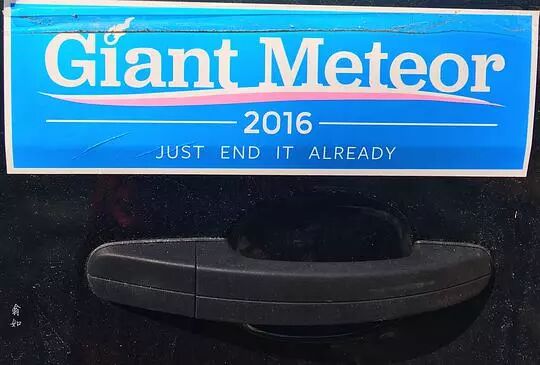 Giant Meteor
2016
JUST END IT ALREADY